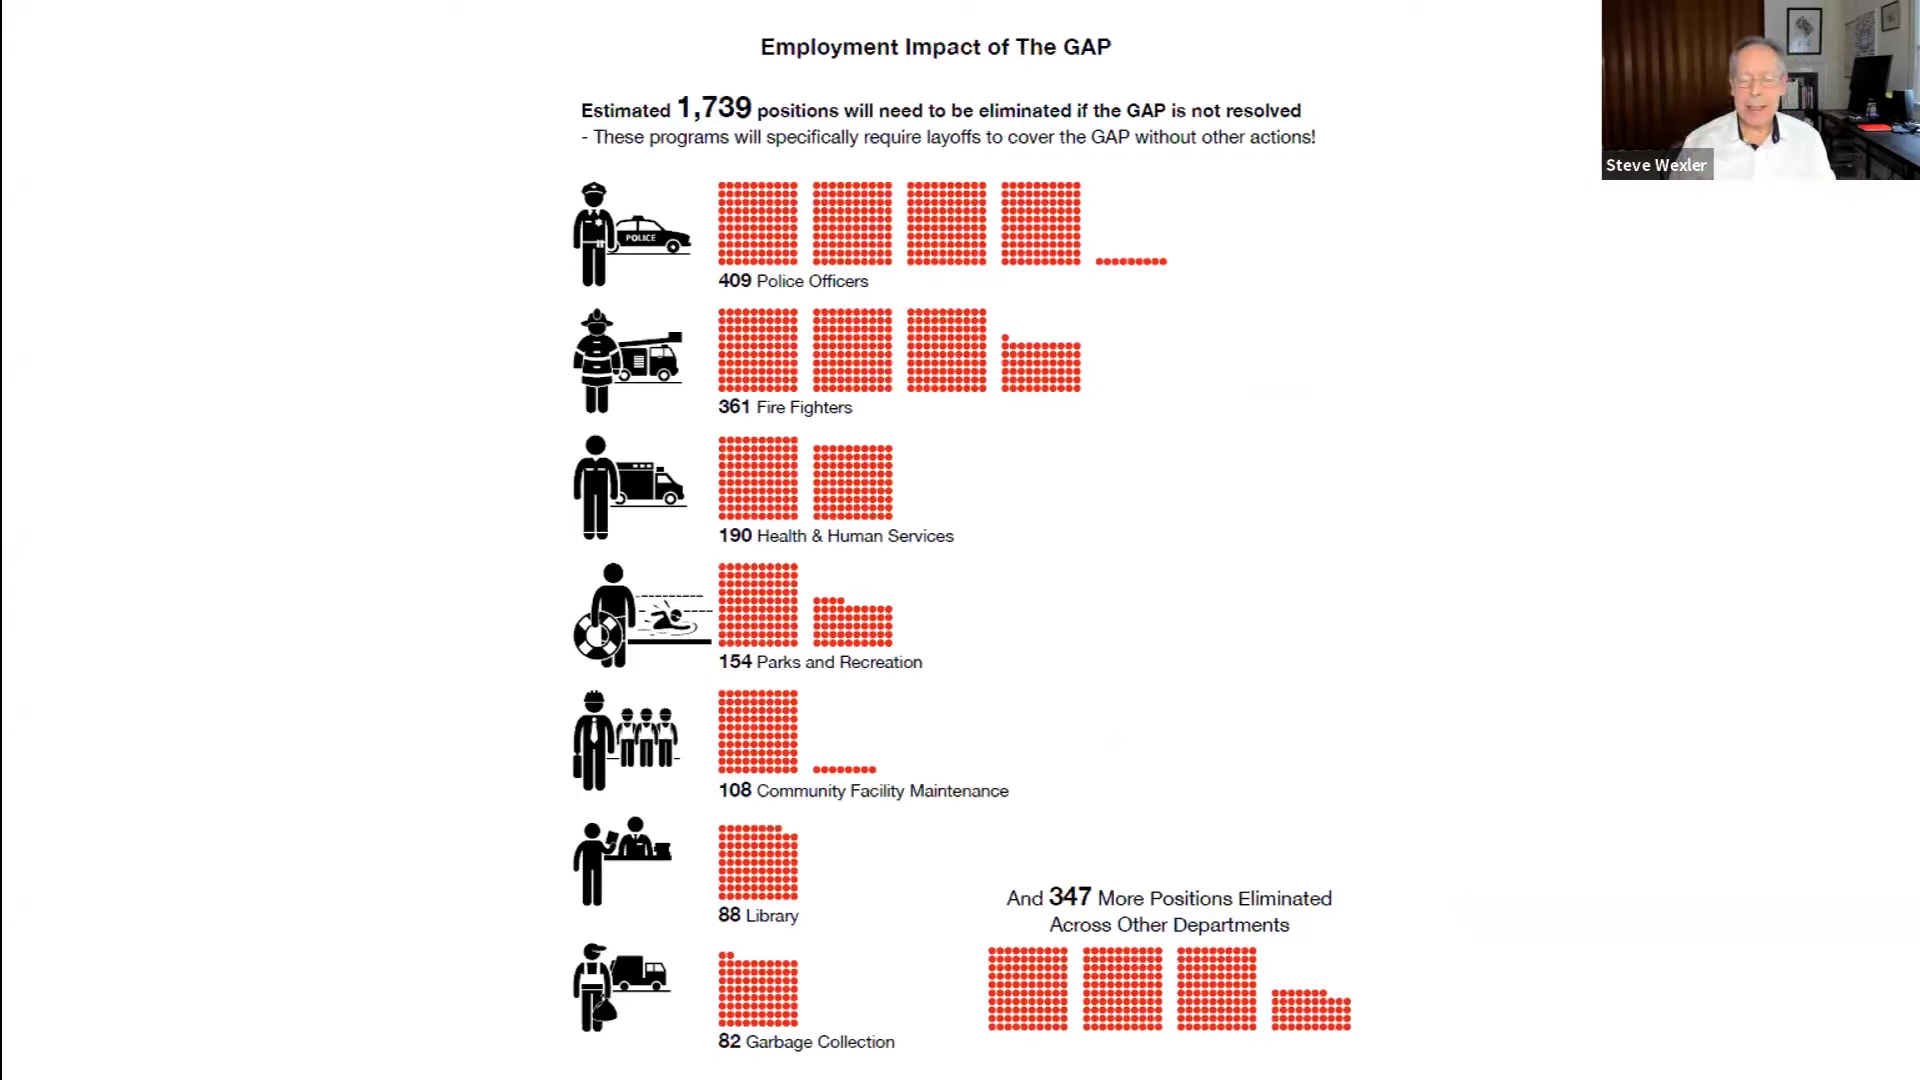 Employment Impact of The GAP
Estimated 1,739 positions will need to be eliminated if the GAP is not resolved
- These programs will specifically require layoffs to cover the GAP without other actions!
Steve Wexler
POLICE
409 Police Officers
361 Fire Fighters
190 Health & Human Services
154 Parks and Recreation
108 Community Facility Maintenance
88 Library
And 347 More Positions Eliminated
Across Other Departments
82 Garbage Collection